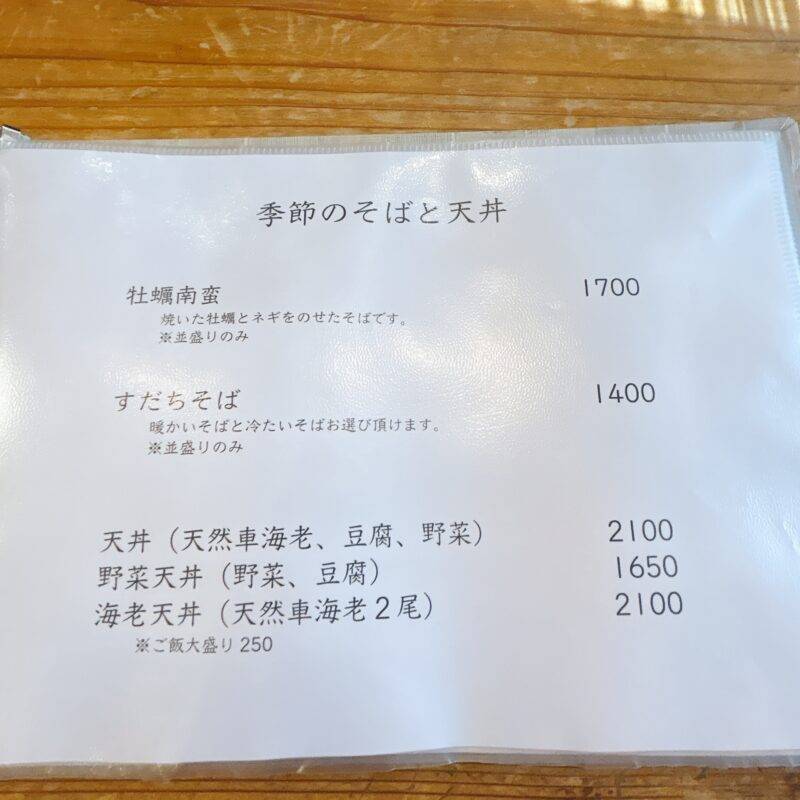 季節のそばと天丼
牡蠣南蛮 1700
焼いた牡蠣とネギをのせたそばです。
※並盛りのみ
すだちそば 1400
暖かいそばと冷たいそばお選び頂けます。
※並盛りのみ
天丼（天然車海老、豆腐、野菜） 2100
野菜天丼（野菜、豆腐） 1650
海老天丼（天然車海老２尾） 2100
※ご飯大盛り 250